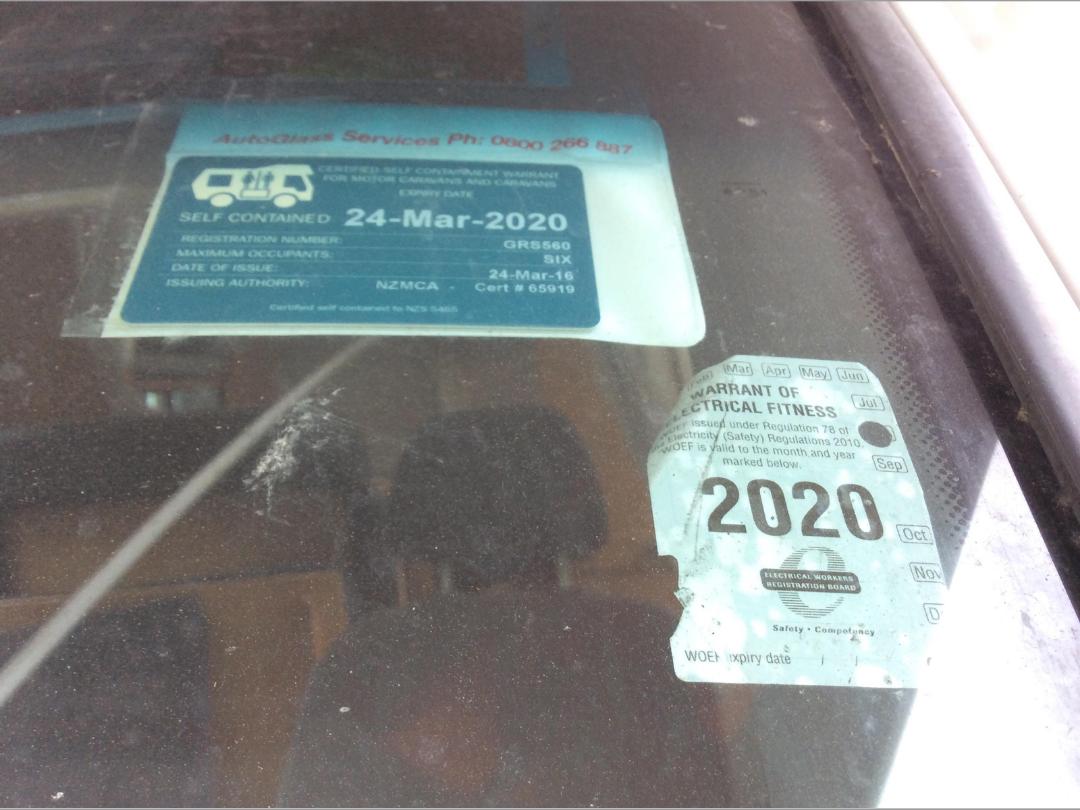 AutoGlass Services Ph: 0800 266 887
CERTIFIED SELF CONTAINMENT WARRANT
FOR MOTOR CARAVANS AND CARAVANS
EXPIRY DATE
SELF CONTAINED 24-Mar-2020
REGISTRATION NUMBER: GRS560
MAXIMUM OCCUPANTS: SIX
DATE OF ISSUE: 24-Mar-16
ISSUING AUTHORITY: NZMCA - Cert # 65919
Certified self contained to NZS 5465
Mar Apr May Jun
WARRANT OF
ELECTRICAL FITNESS
Jul
issued under Regulation 78 of
Electricity (Safety) Regulations 2010.
WOEF is valid to the month and year
marked below.
Sep
2020
Oct
Nov
ELECTRICAL WORKERS
REGISTRATION BOARD
Safety • Competency
WOEF expiry date / /